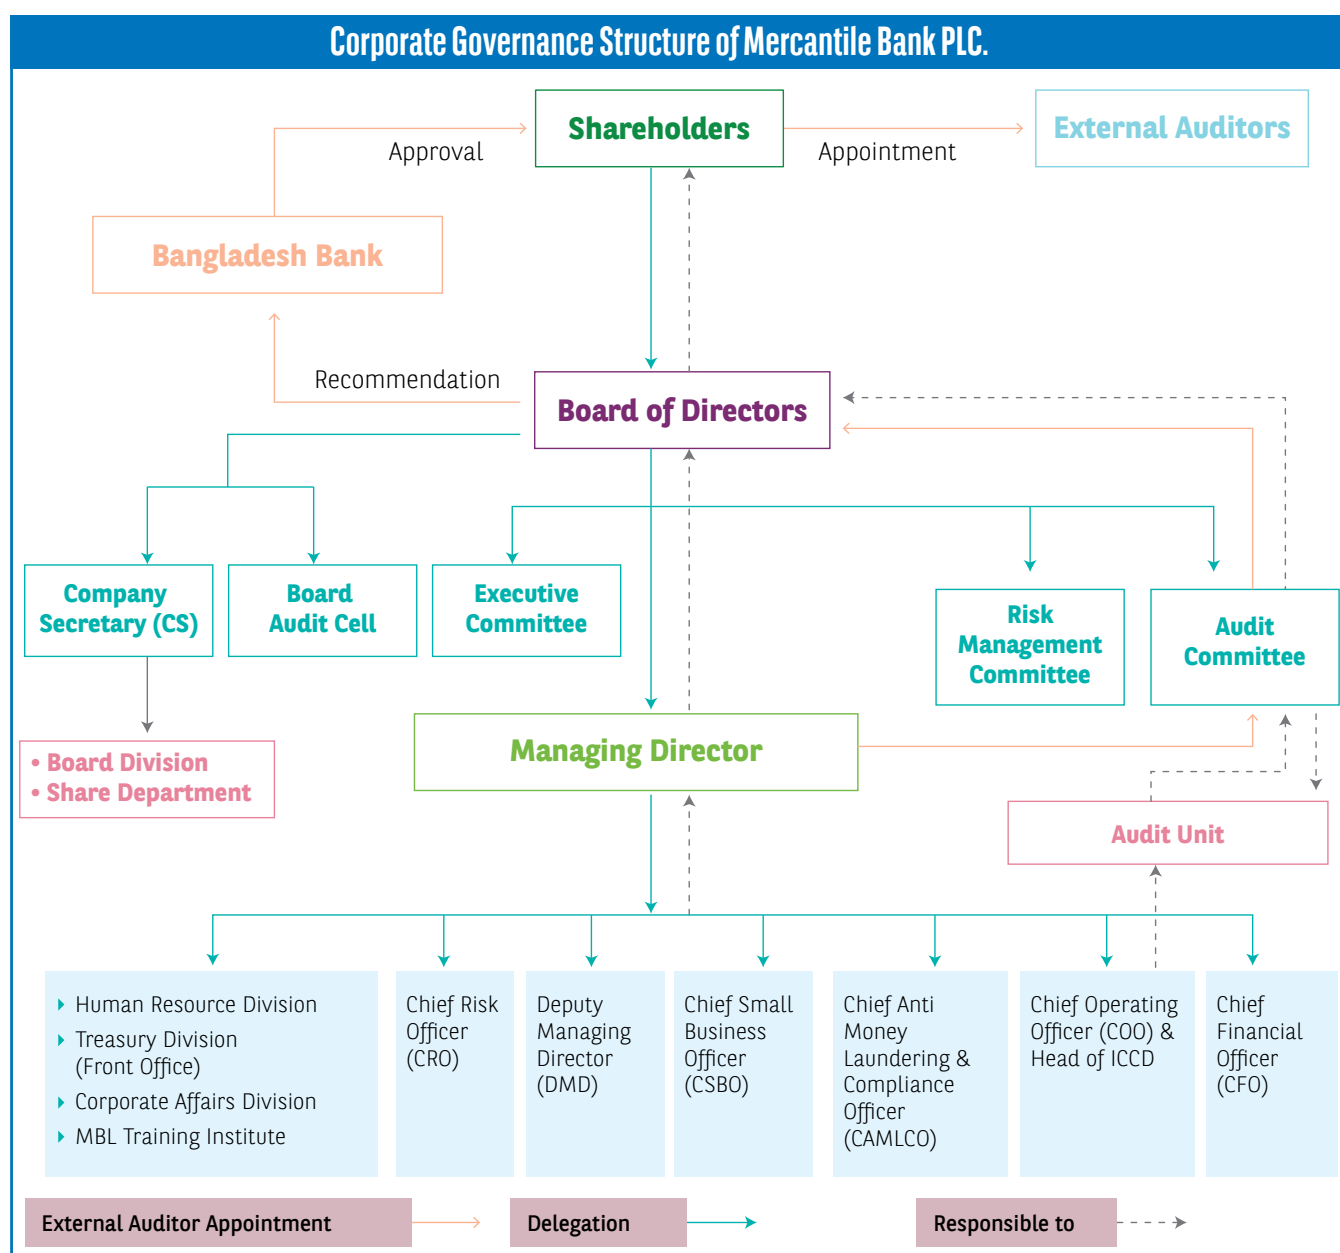 Corporate Governance Structure of Mercantile Bank PLC.
Shareholders
External Auditors
Approval
Appointment
Bangladesh Bank
Recommendation
Board of Directors
Company
Secretary (CS)
Board
Audit Cell
Executive
Committee
Risk
Management
Committee
Audit
Committee
• Board Division
• Share Department
Managing Director
Audit Unit
Human Resource Division
Treasury Division
(Front Office)
Corporate Affairs Division
MBL Training Institute
Chief Risk
Officer
(CRO)
Deputy
Managing
Director
(DMD)
Chief Small
Business
Officer
(CSBO)
Chief Anti
Money
Laundering &
Compliance
Officer
(CAMLCO)
Chief Operating
Officer (COO) &
Head of ICCD
Chief
Financial
Officer
(CFO)
External Auditor Appointment
Delegation
Responsible to